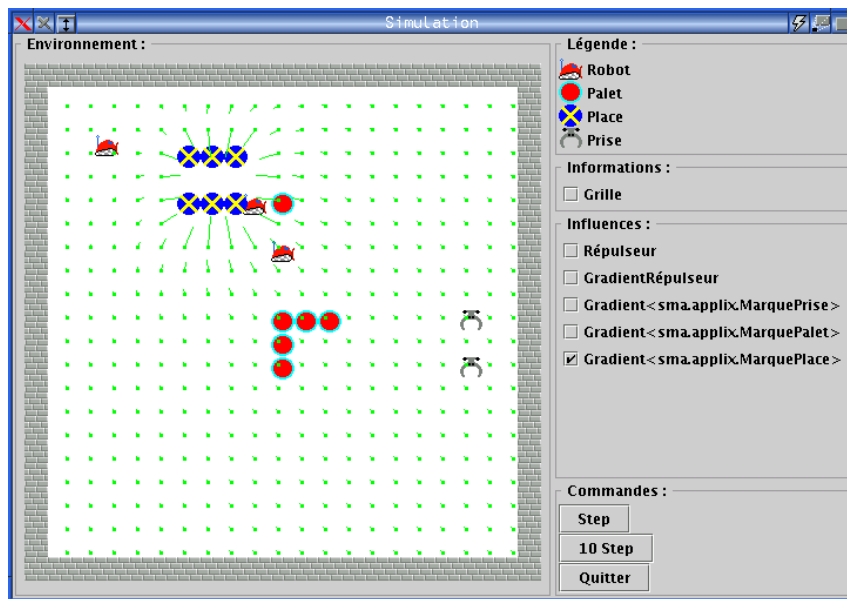 Simulation
Environnement :
Légende :
Robot
Palet
Place
Prise
Informations :
Grille
Influences :
Répulseur
GradientRépulseur
Gradient<sma.applix.MarquePrise>
Gradient<sma.applix.MarquePalet>
Gradient<sma.applix.MarquePlace>
Commandes :
Step
10 Step
Quitter